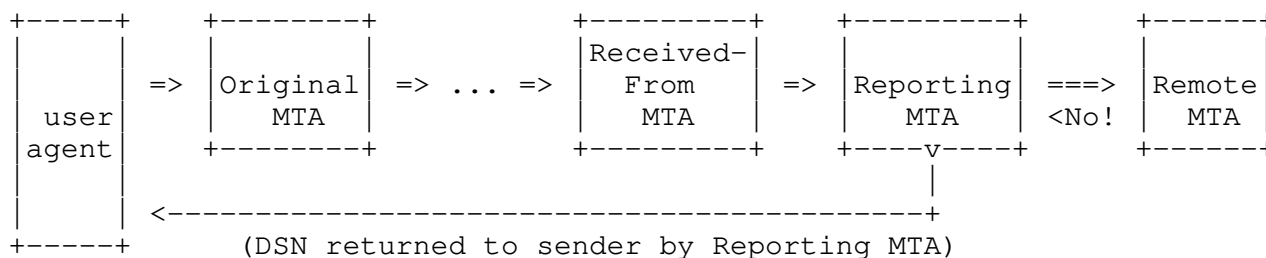 +-----+    +--------+           +---------+    +---------+      +------+
|     |    |        |           |Received-|    |         |      |      |
|     | => |Original| => ... => |  From   | => |Reporting| ===> |Remote|
| user|    |  MTA   |           |   MTA   |    |   MTA   | <No! | MTA  |
|agent|    +--------+           +---------+    +----v----+      +------+
|     |                                             |
|     | <-------------------------------------------+
+-----+      (DSN returned to sender by Reporting MTA)